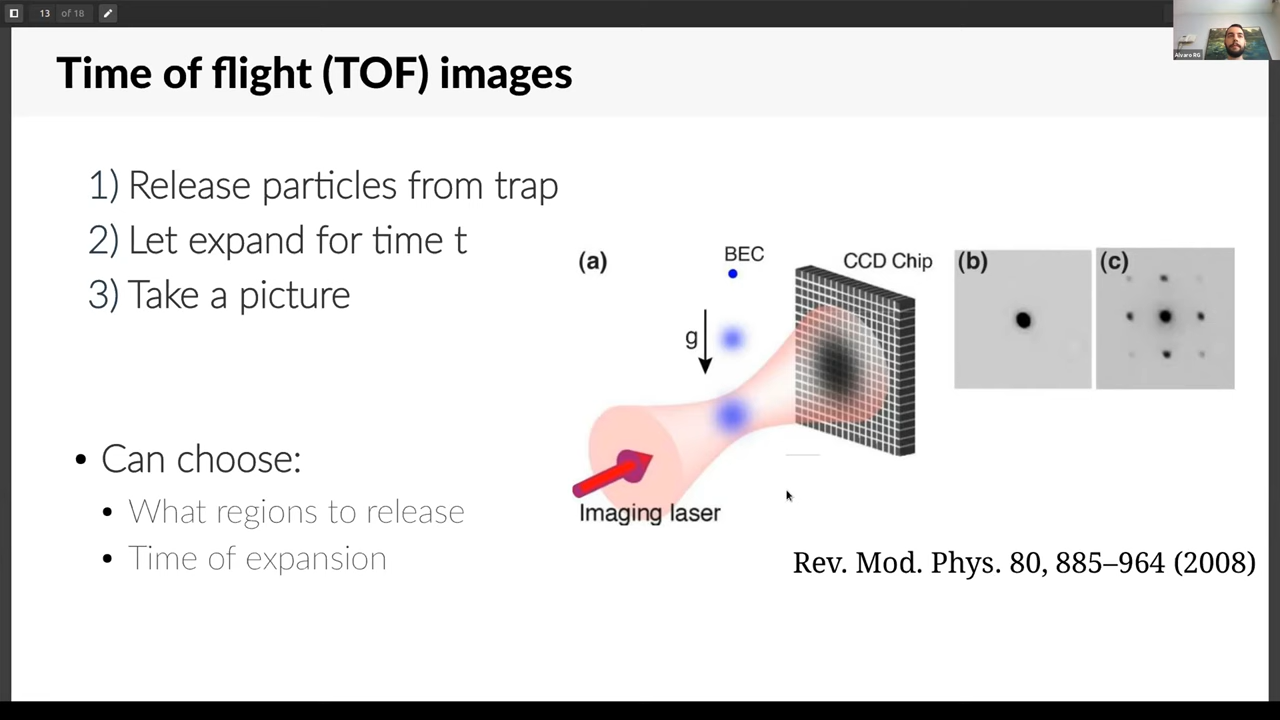 13 of 18
Alvaro RG
Time of flight (TOF) images
1) Release particles from trap
2) Let expand for time t
3) Take a picture
(a)
BEC
g
CCD Chip
Imaging laser
(b)
(c)
• Can choose:
• What regions to release
• Time of expansion
Rev. Mod. Phys. 80, 885–964 (2008)